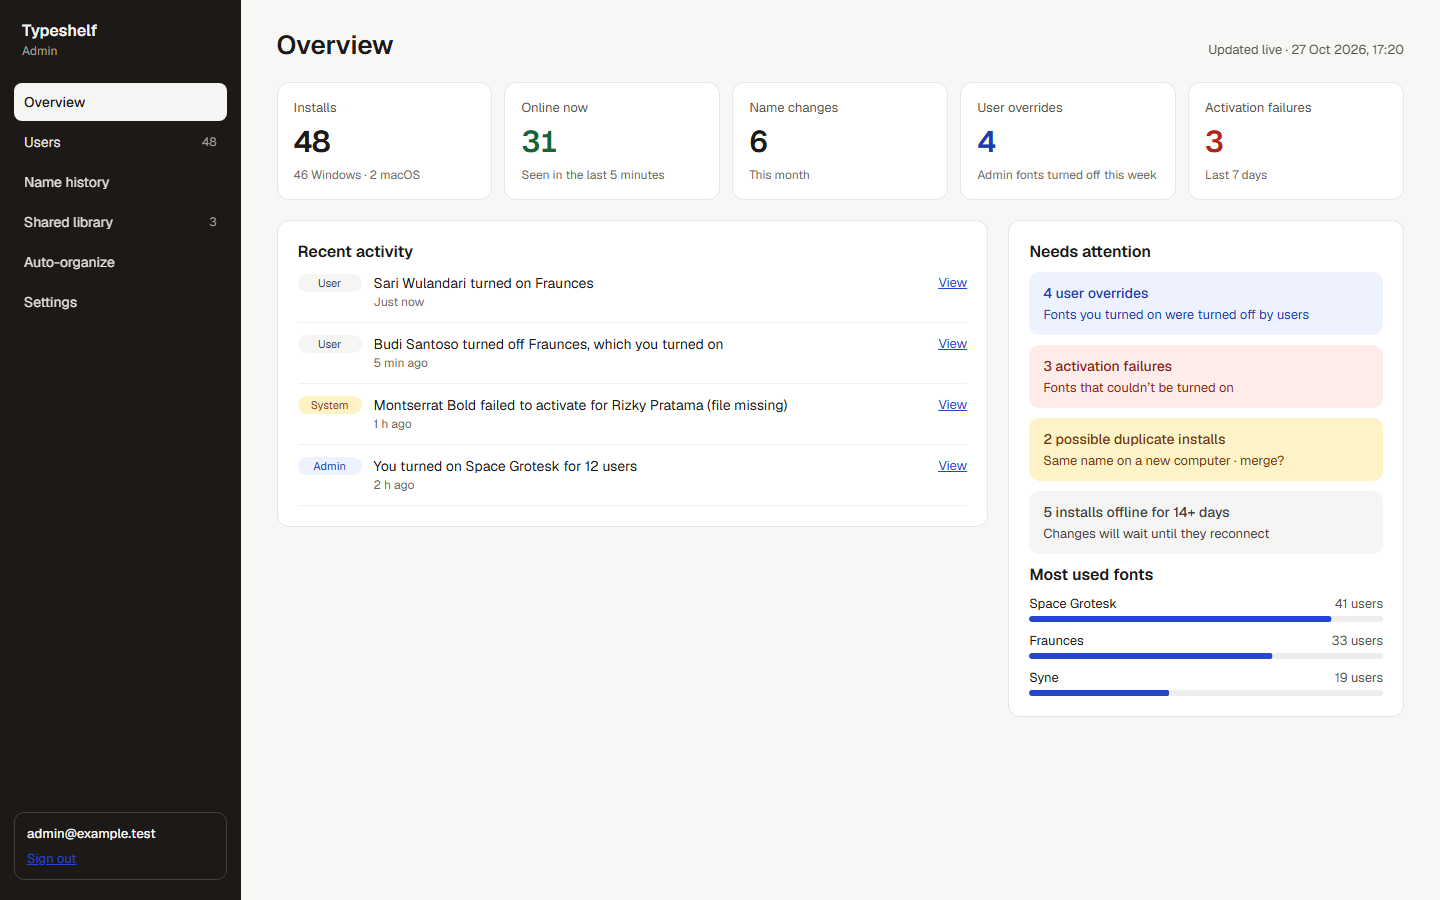 Typeshelf
Admin
Overview
Users 48
Name history
Shared library 3
Auto-organize
Settings
admin@example.test
Sign out
Overview
Updated live · 27 Oct 2026, 17:20
Installs
48
46 Windows · 2 macOS
Online now
31
Seen in the last 5 minutes
Name changes
6
This month
User overrides
4
Admin fonts turned off this week
Activation failures
3
Last 7 days
Recent activity
User Sari Wulandari turned on Fraunces View
Just now
User Budi Santoso turned off Fraunces, which you turned on View
5 min ago
System Montserrat Bold failed to activate for Rizky Pratama (file missing) View
1 h ago
Admin You turned on Space Grotesk for 12 users View
2 h ago
Needs attention
4 user overrides
Fonts you turned on were turned off by users
3 activation failures
Fonts that couldn’t be turned on
2 possible duplicate installs
Same name on a new computer · merge?
5 installs offline for 14+ days
Changes will wait until they reconnect
Most used fonts
Space Grotesk 41 users
Fraunces 33 users
Syne 19 users